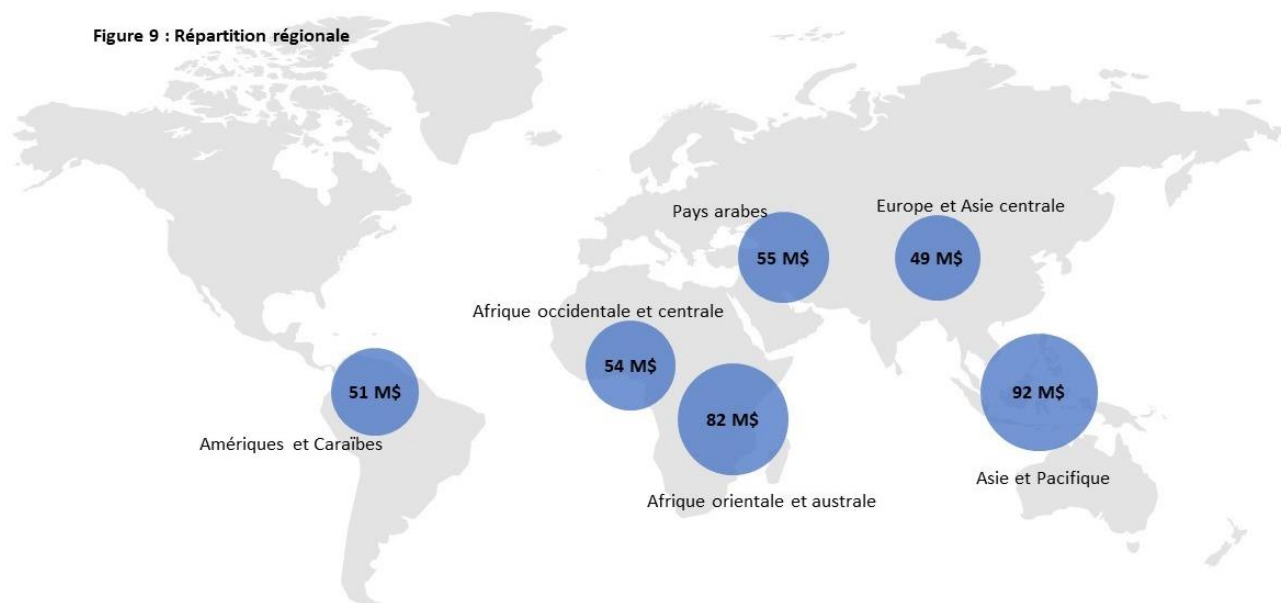 Figure 9 : Répartition régionale
Pays arabes
Europe et Asie centrale
55 M$
49 M$
Afrique occidentale et centrale
54 M$
51 M$
82 M$
92 M$
Amériques et Caraïbes
Asie et Pacifique
Afrique orientale et australe